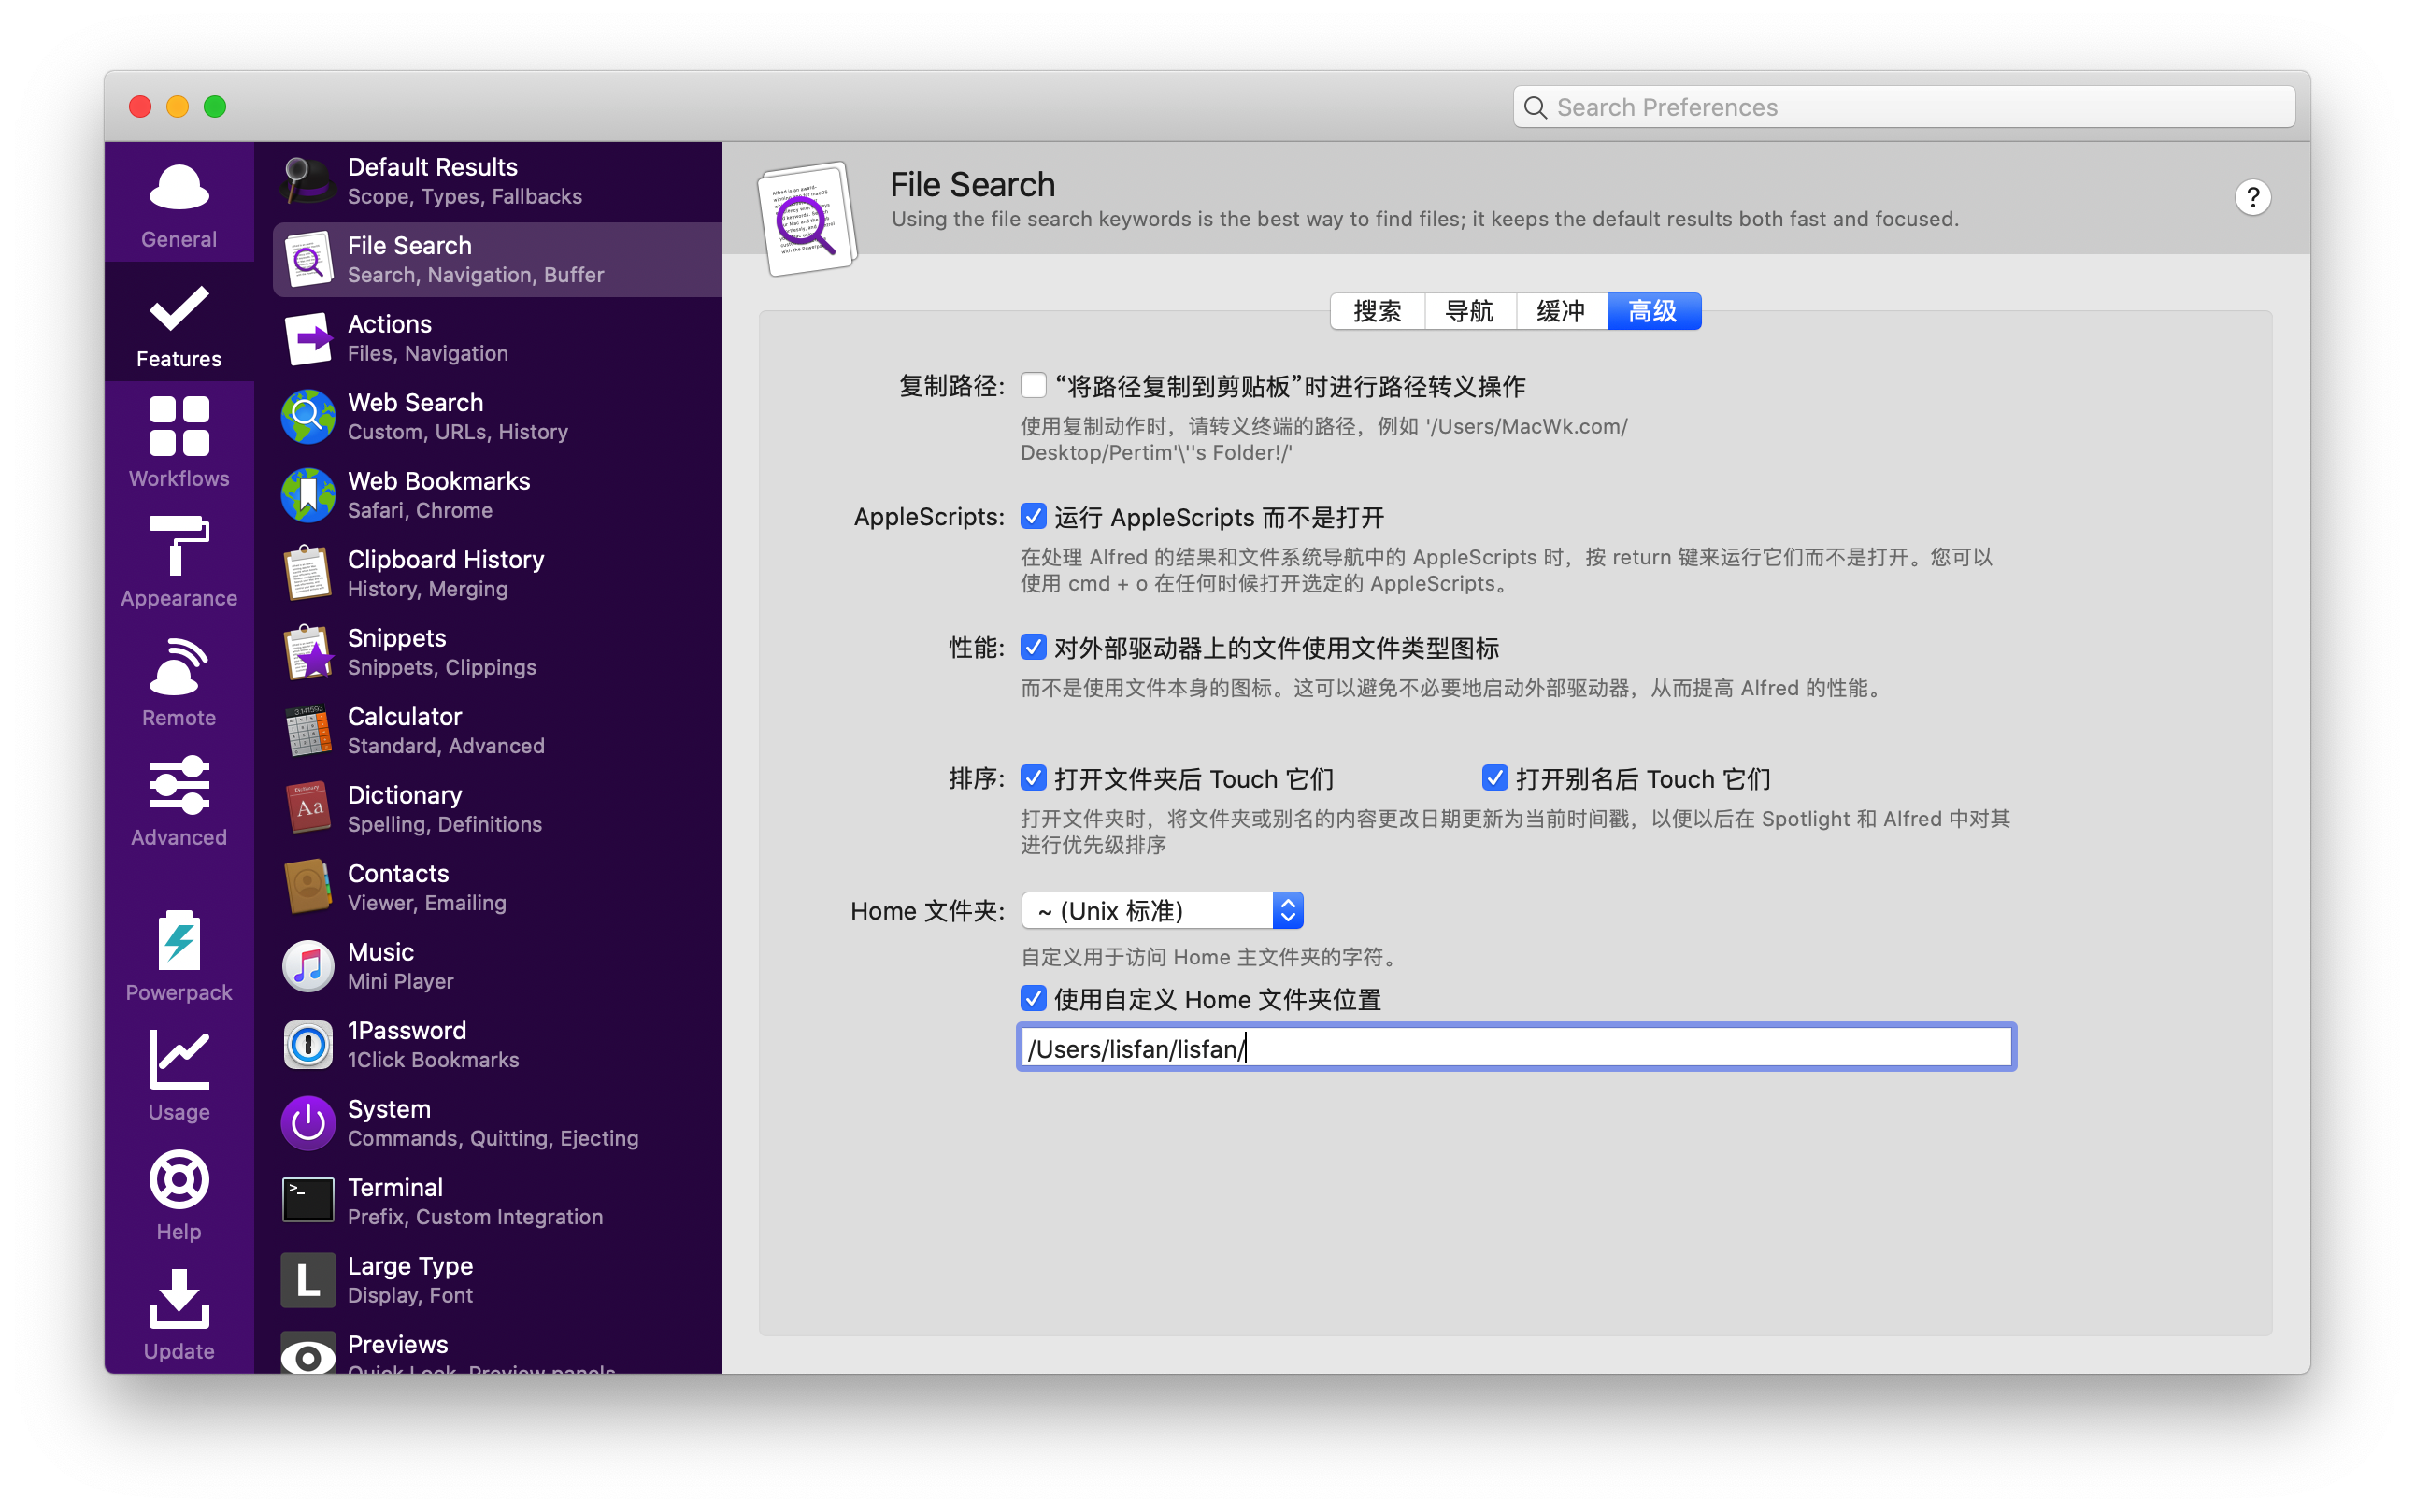 Search Preferences
General
Features
Workflows
Appearance
Remote
Advanced
Powerpack
Usage
Help
Update
Default Results
Scope, Types, Fallbacks
File Search
Search, Navigation, Buffer
Actions
Files, Navigation
Web Search
Custom, URLs, History
Web Bookmarks
Safari, Chrome
Clipboard History
History, Merging
Snippets
Snippets, Clippings
Calculator
Standard, Advanced
Dictionary
Spelling, Definitions
Contacts
Viewer, Emailing
Music
Mini Player
1Password
1Click Bookmarks
System
Commands, Quitting, Ejecting
Terminal
Prefix, Custom Integration
Large Type
Display, Font
Previews
Quick Look, Preview panels
File Search
Using the file search keywords is the best way to find files; it keeps the default results both fast and focused.
?
搜索 导航 缓冲 高级
复制路径: “将路径复制到剪贴板”时进行路径转义操作
使用复制动作时，请转义终端的路径，例如 '/Users/MacWk.com/
Desktop/Pertim'\''s Folder!/'
AppleScripts: 运行 AppleScripts 而不是打开
在处理 Alfred 的结果和文件系统导航中的 AppleScripts 时，按 return 键来运行它们而不是打开。您可以
使用 cmd + o 在任何时候打开选定的 AppleScripts。
性能: 对外部驱动器上的文件使用文件类型图标
而不是使用文件本身的图标。这可以避免不必要地启动外部驱动器，从而提高 Alfred 的性能。
排序: 打开文件夹后 Touch 它们 打开别名后 Touch 它们
打开文件夹时，将文件夹或别名的内容更改日期更新为当前时间戳，以便以后在 Spotlight 和 Alfred 中对其
进行优先级排序
Home 文件夹: ~ (Unix 标准)
自定义用于访问 Home 主文件夹的字符。
使用自定义 Home 文件夹位置
/Users/lisfan/lisfan/